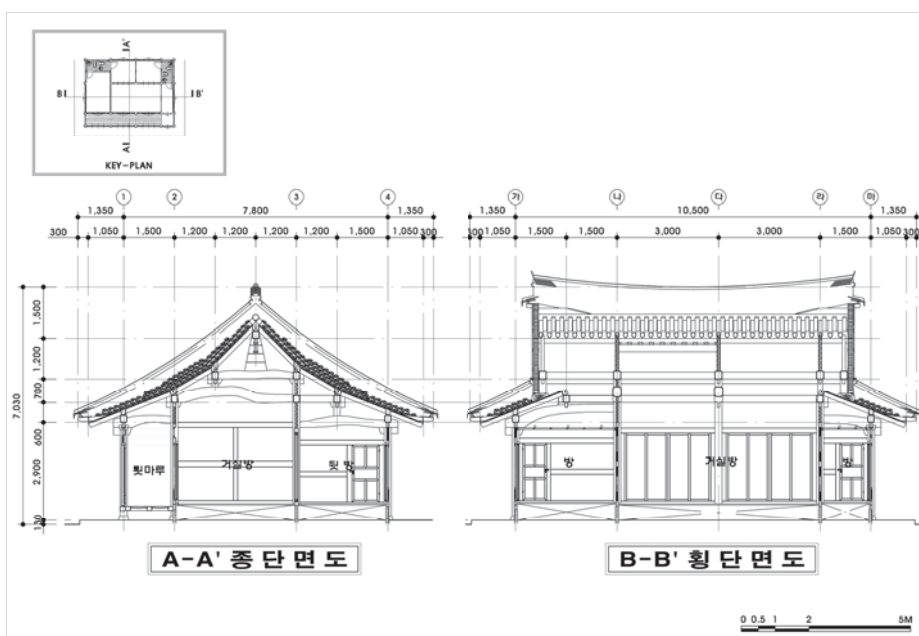 A'
B
B'
A
KEY-PLAN
1 2 3 4
1,350 7,800 1,350
300 1,050 1,500 1,200 1,200 1,200 1,200 1,500 1,050 300
가 나 다 라 마
1,350 10,500 1,350
300 1,050 1,500 1,500 3,000 3,000 1,500 1,050 300
7,030
1,500
1,200
700
600
2,900
130
툇마루 거실방 뒷방
방 거실방 방
A-A' 종단면도
B-B' 횡단면도
0 0.5 1 2 5M